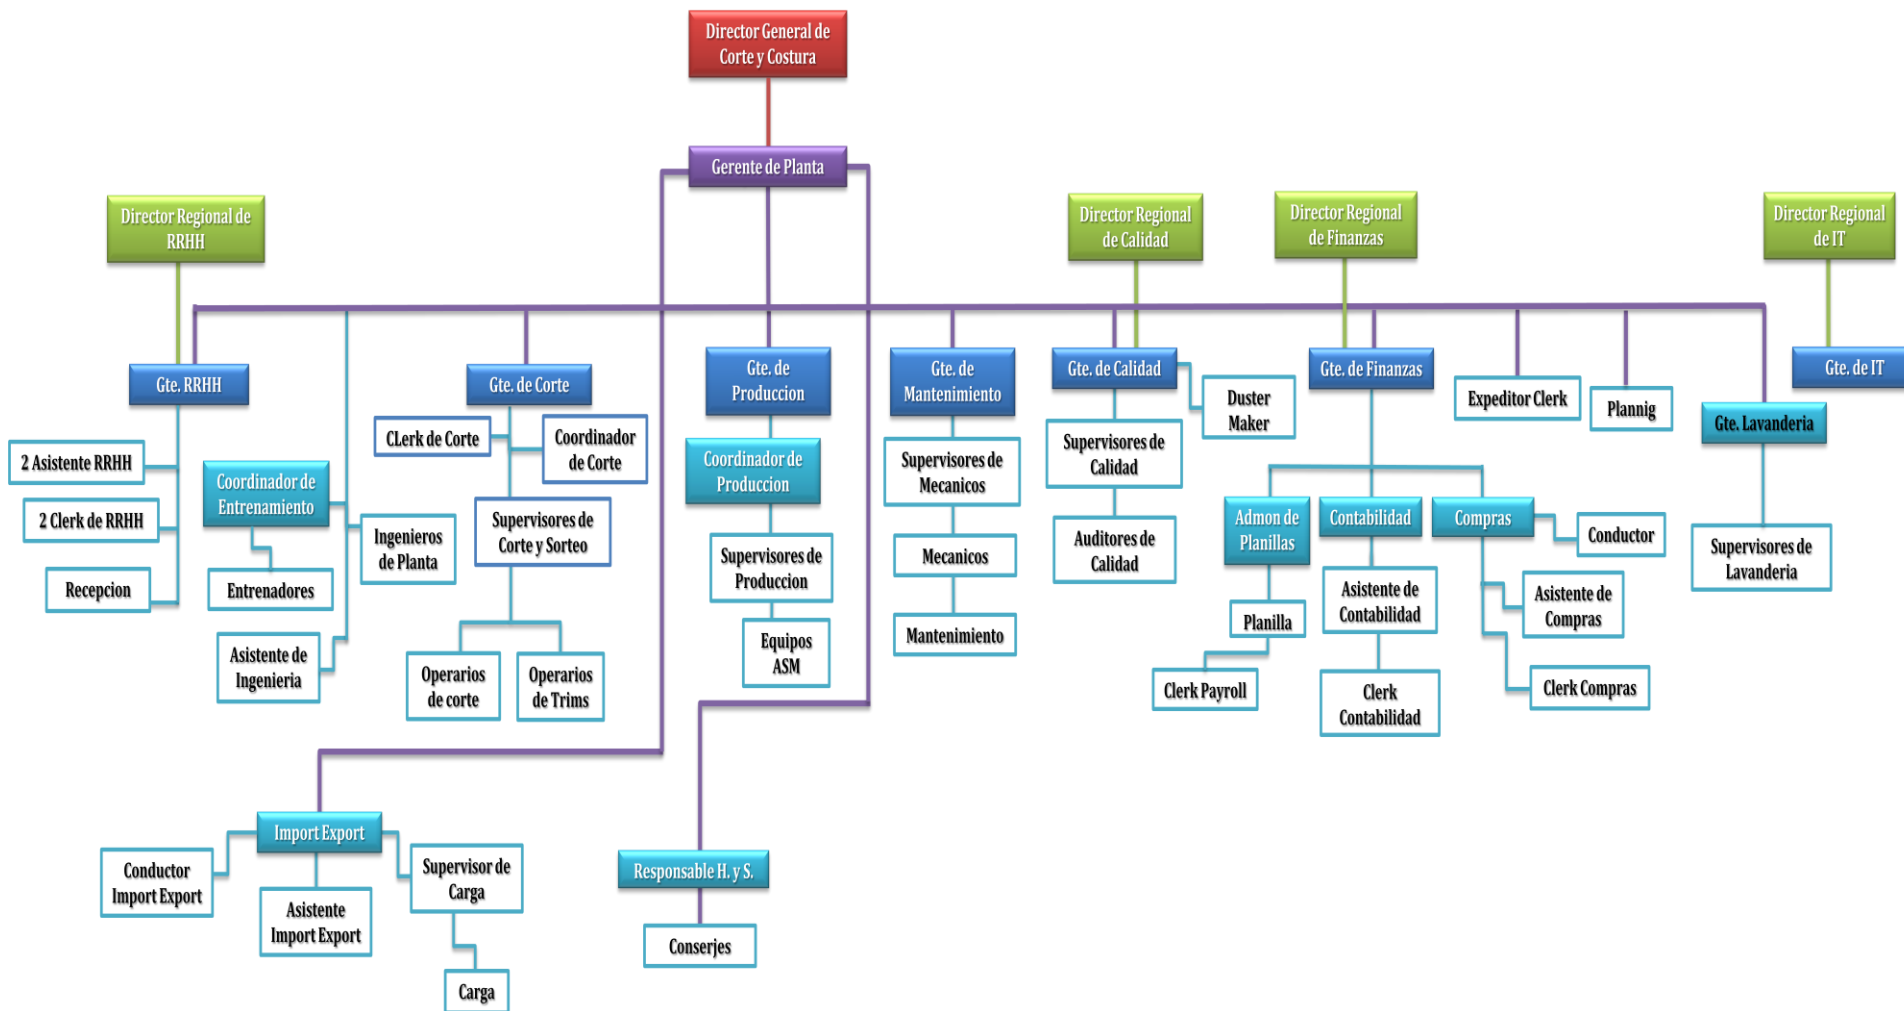 Director General de
Corte y Costura
Gerente de Planta
Director Regional de
RRHH
Director Regional
de Calidad
Director Regional
de Finanzas
Director Regional
de IT
Gte. RRHH
Gte. de Corte
Gte. de
Produccion
Gte. de
Mantenimiento
Gte. de Calidad
Duster
Maker
Gte. de Finanzas
Expeditor Clerk
Plannig
Gte. Lavanderia
Gte. de IT
2 Asistente RRHH
2 Clerk de RRHH
Recepcion
Coordinador de
Entrenamiento
Entrenadores
Ingenieros
de Planta
Asistente de
Ingenieria
CLerk de Corte
Coordinador
de Corte
Supervisores de
Corte y Sorteo
Operarios
de corte
Operarios
de Trims
Coordinador de
Produccion
Supervisores de
Produccion
Equipos
ASM
Supervisores de
Mecanicos
Mecanicos
Mantenimiento
Supervisores de
Calidad
Auditores de
Calidad
Admon de
Planillas
Planilla
Clerk Payroll
Contabilidad
Asistente de
Contabilidad
Clerk
Contabilidad
Compras
Conductor
Asistente de
Compras
Clerk Compras
Supervisores de
Lavanderia
Import Export
Conductor
Import Export
Asistente
Import Export
Supervisor de
Carga
Carga
Responsable H. y S.
Conserjes